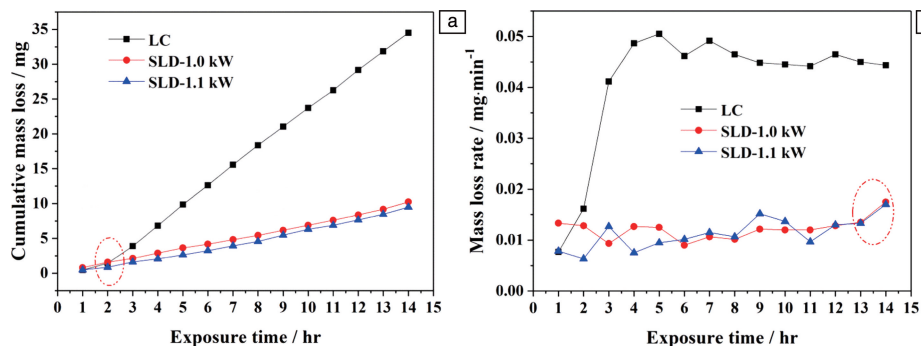 a
LC
SLD-1.0 kW
SLD-1.1 kW
Cumulative mass loss / mg
35
30
25
20
15
10
5
0
0 1 2 3 4 5 6 7 8 9 10 11 12 13 14 15
Exposure time / hr
LC
SLD-1.0 kW
SLD-1.1 kW
Mass loss rate / mg·min⁻¹
0.05
0.04
0.03
0.02
0.01
0.00
0 1 2 3 4 5 6 7 8 9 10 11 12 13 14 15
Exposure time / hr